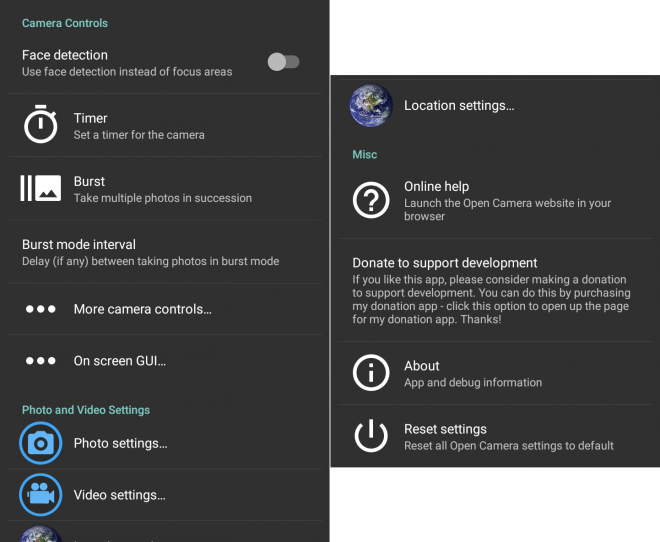 Camera Controls
Face detection
Use face detection instead of focus areas
Timer
Set a timer for the camera
Burst
Take multiple photos in succession
Burst mode interval
Delay (if any) between taking photos in burst mode
More camera controls...
On screen GUI...
Photo and Video Settings
Photo settings...
Video settings...
Location settings...
Misc
Online help
Launch the Open Camera website in your
browser
Donate to support development
If you like this app, please consider making a donation
to support development. You can do this by purchasing
my donation app - click this option to open up the page
for my donation app. Thanks!
About
App and debug information
Reset settings
Reset all Open Camera settings to default